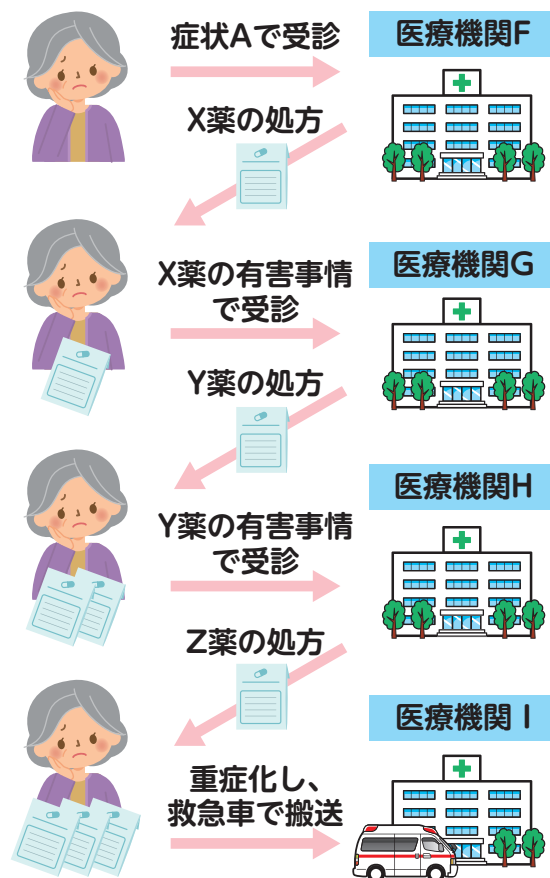 症状Aで受診
医療機関F
X薬の処方
医療機関G
X薬の有害事情
で受診
Y薬の処方
医療機関H
Y薬の有害事情
で受診
Z薬の処方
医療機関I
重症化し、
救急車で搬送